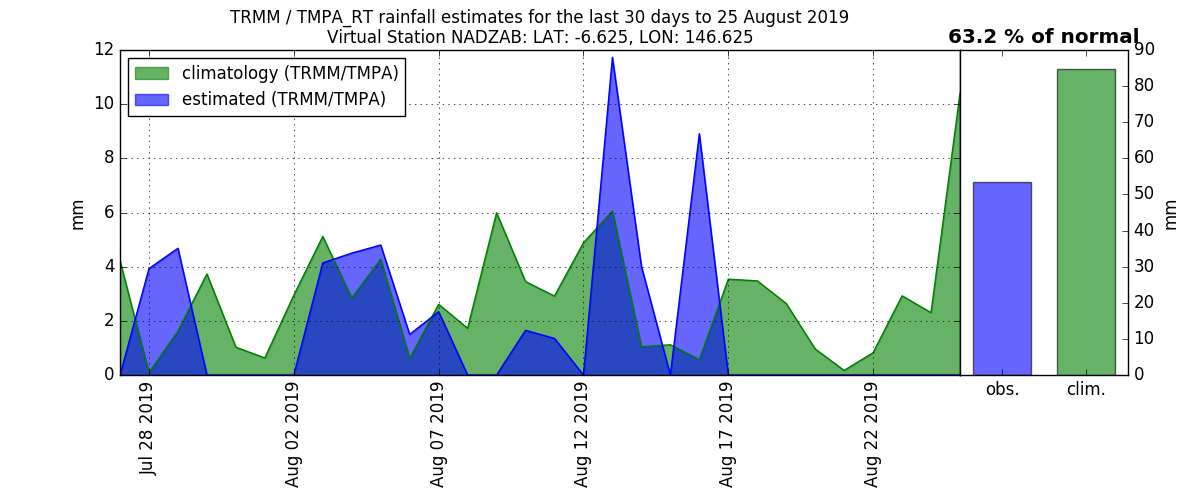 TRMM / TMPA_RT rainfall estimates for the last 30 days to 25 August 2019
Virtual Station NADZAB: LAT: -6.625, LON: 146.625
63.2 % of normal
climatology (TRMM/TMPA)
estimated (TRMM/TMPA)
mm
12
10
8
6
4
2
0
Jul 28 2019
Aug 02 2019
Aug 07 2019
Aug 12 2019
Aug 17 2019
Aug 22 2019
obs.
clim.
90
80
70
60
50
40
30
20
10
0
mm